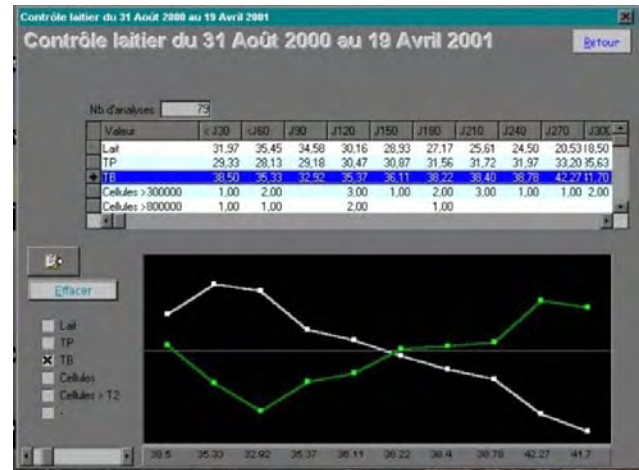 Contrôle laitier du 31 Août 2000 au 19 Avril 2001
Contrôle laitier du 31 Août 2000 au 19 Avril 2001
Retour
Nb d'analyses 79
Valeur < J30 <J60 J90 J120 J150 J180 J210 J240 J270 J300
Lait 31,97 35,45 34,58 30,16 28,93 27,17 25,61 24,50 20,53 18,50
TP 29,33 28,13 29,18 30,47 30,87 31,56 31,72 31,97 33,20 35,63
TB 38,50 35,33 32,92 35,37 36,11 38,22 38,40 38,78 42,27 41,70
Cellules >300000 1,00 2,00 3,00 1,00 2,00 3,00 1,00 1,00 2,00
Cellules >800000 1,00 1,00 2,00 1,00
Effacer
Lait
TP
TB
Cellules
Cellules > T2
-
38.5 35.33 32.92 35.37 36.11 38.22 38.4 38.78 42.27 41.7